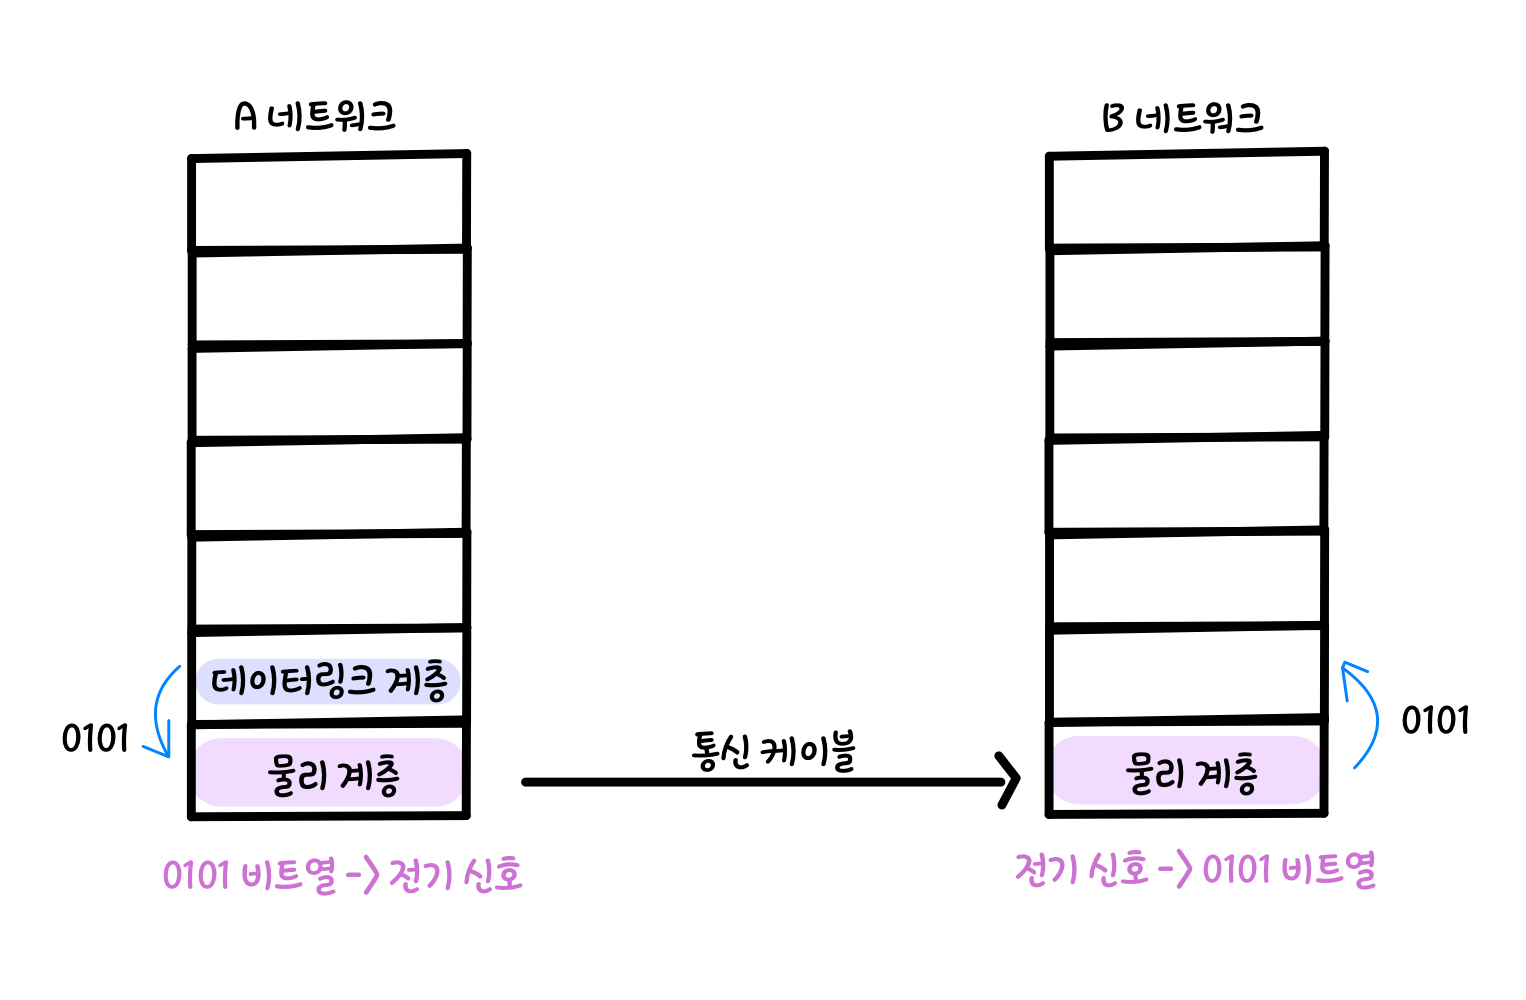 A 네트워크
B 네트워크
데이터링크 계층
0101
물리 계층
통신 케이블
물리 계층
0101
0101 비트열 -> 전기 신호
전기 신호 -> 0101 비트열